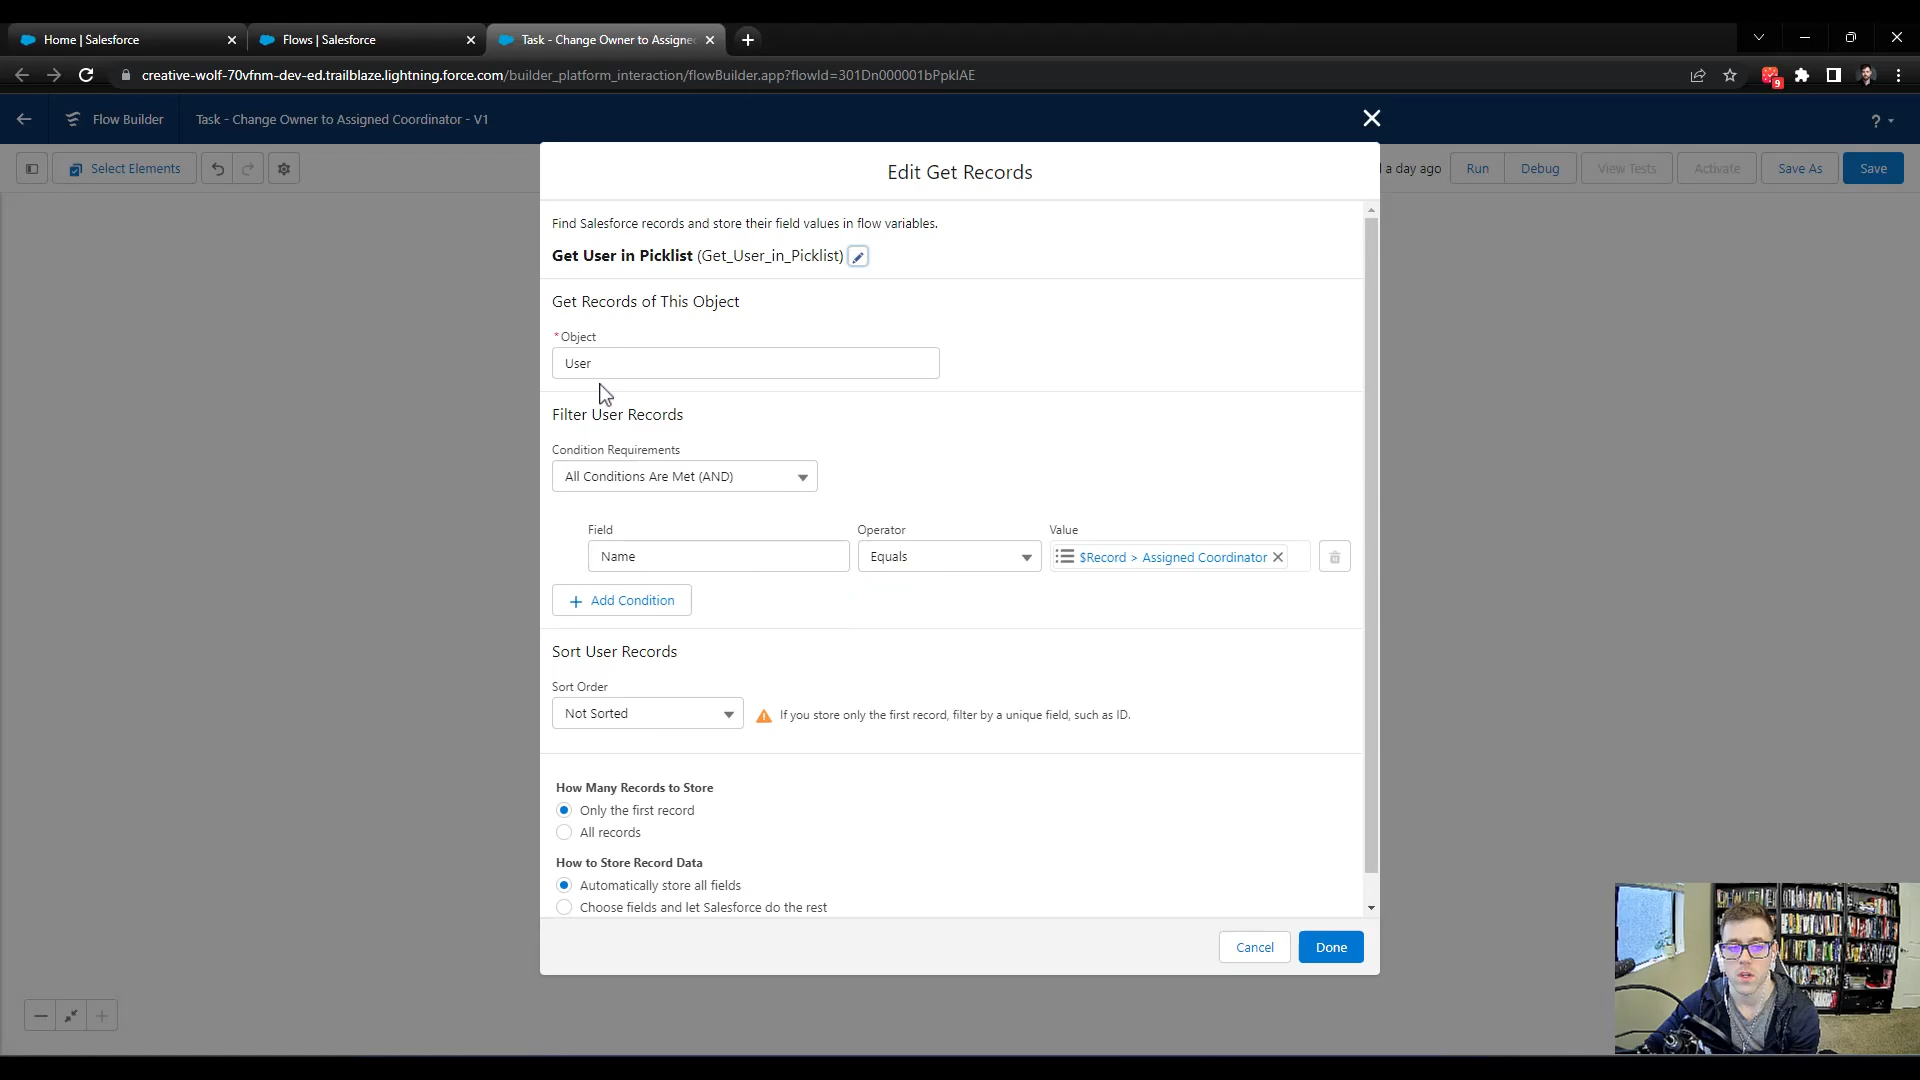 Home | Salesforce
Flows | Salesforce
Task - Change Owner to Assigne
creative-wolf-70vfnm-dev-ed.trailblaze.lightning.force.com/builder_platform_interaction/flowBuilder.app?flowId=301Dn000001bPpkIAE
9
Flow Builder
Task - Change Owner to Assigned Coordinator - V1
?
Select Elements
a day ago
Run
Debug
View Tests
Activate
Save As
Save
Edit Get Records
Find Salesforce records and store their field values in flow variables.
Get User in Picklist (Get_User_in_Picklist)
Get Records of This Object
* Object
User
Filter User Records
Condition Requirements
All Conditions Are Met (AND)
Field
Operator
Value
Name
Equals
$Record > Assigned Coordinator
Add Condition
Sort User Records
Sort Order
Not Sorted
If you store only the first record, filter by a unique field, such as ID.
How Many Records to Store
Only the first record
All records
How to Store Record Data
Automatically store all fields
Choose fields and let Salesforce do the rest
Cancel
Done